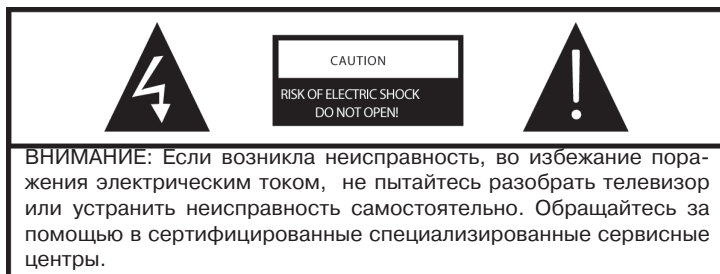 CAUTION
RISK OF ELECTRIC SHOCK
DO NOT OPEN!
ВНИМАНИЕ: Если возникла неисправность, во избежание пора-
жения электрическим током, не пытайтесь разобрать телевизор
или устранить неисправность самостоятельно. Обращайтесь за
помощью в сертифицированные специализированные сервисные
центры.